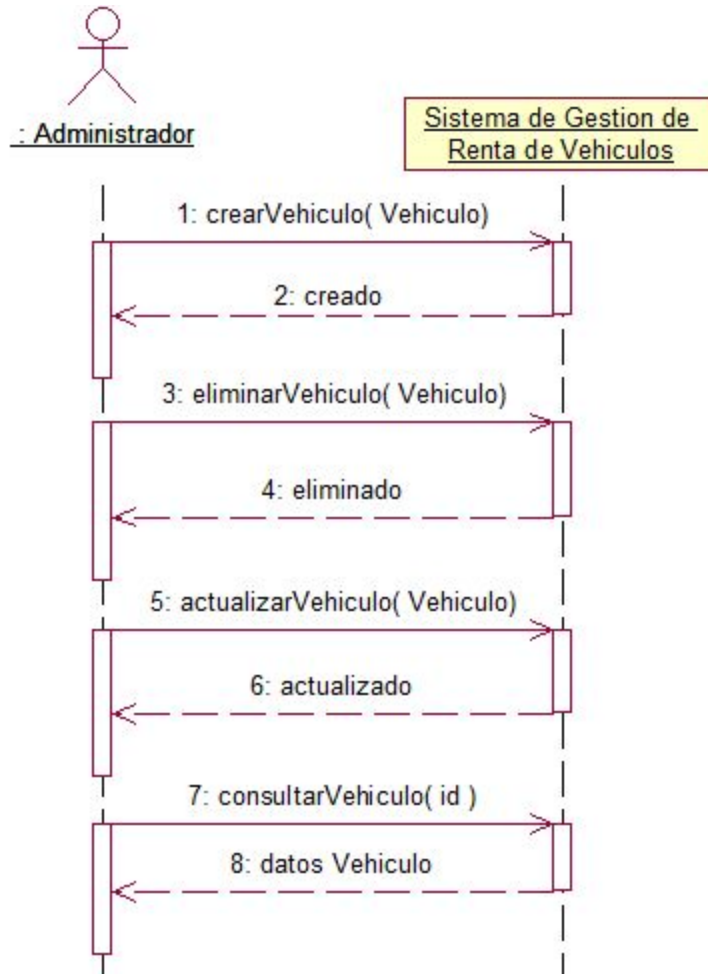 : Administrador
Sistema de Gestion de
Renta de Vehiculos
1: crearVehiculo( Vehiculo)
2: creado
3: eliminarVehiculo( Vehiculo)
4: eliminado
5: actualizarVehiculo( Vehiculo)
6: actualizado
7: consultarVehiculo( id )
8: datos Vehiculo